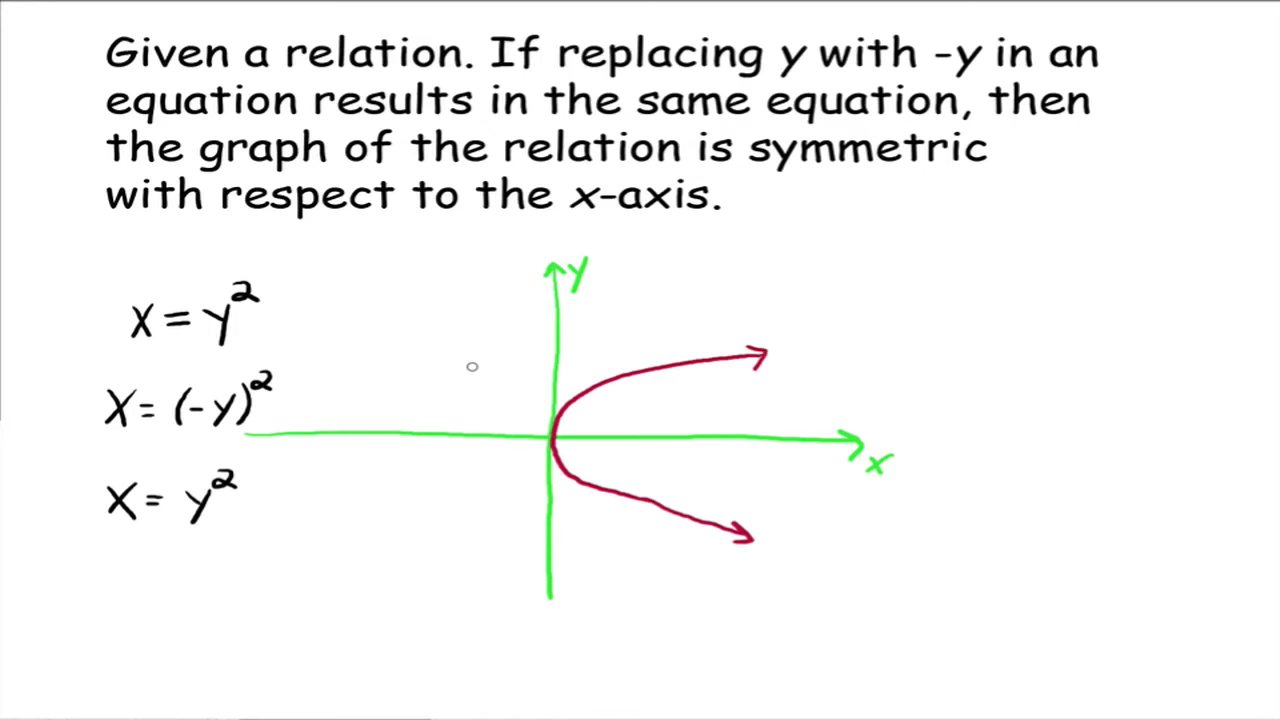 Given a relation. If replacing y with -y in an
equation results in the same equation, then
the graph of the relation is symmetric
with respect to the x-axis.
y
x = y²
x = (-y)²
x
x = y²